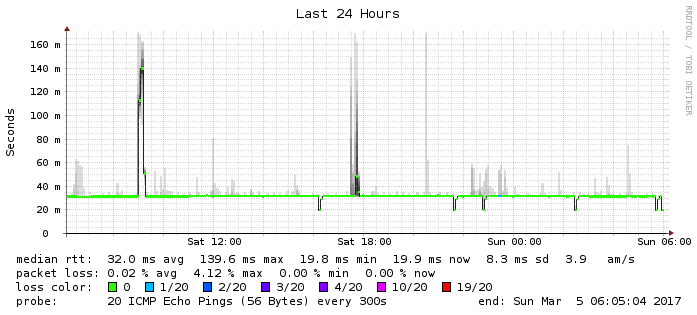 Last 24 Hours
RRDTOOL / TOBI OETIKER
Seconds
160 m
140 m
120 m
100 m
80 m
60 m
40 m
20 m
0
Sat 12:00 Sat 18:00 Sun 00:00 Sun 06:00
median rtt: 32.0 ms avg 139.6 ms max 19.8 ms min 19.9 ms now 8.3 ms sd 3.9 am/s
packet loss: 0.02 % avg 4.12 % max 0.00 % min 0.00 % now
loss color: 0 1/20 2/20 3/20 4/20 10/20 19/20
probe: 20 ICMP Echo Pings (56 Bytes) every 300s end: Sun Mar 5 06:05:04 2017